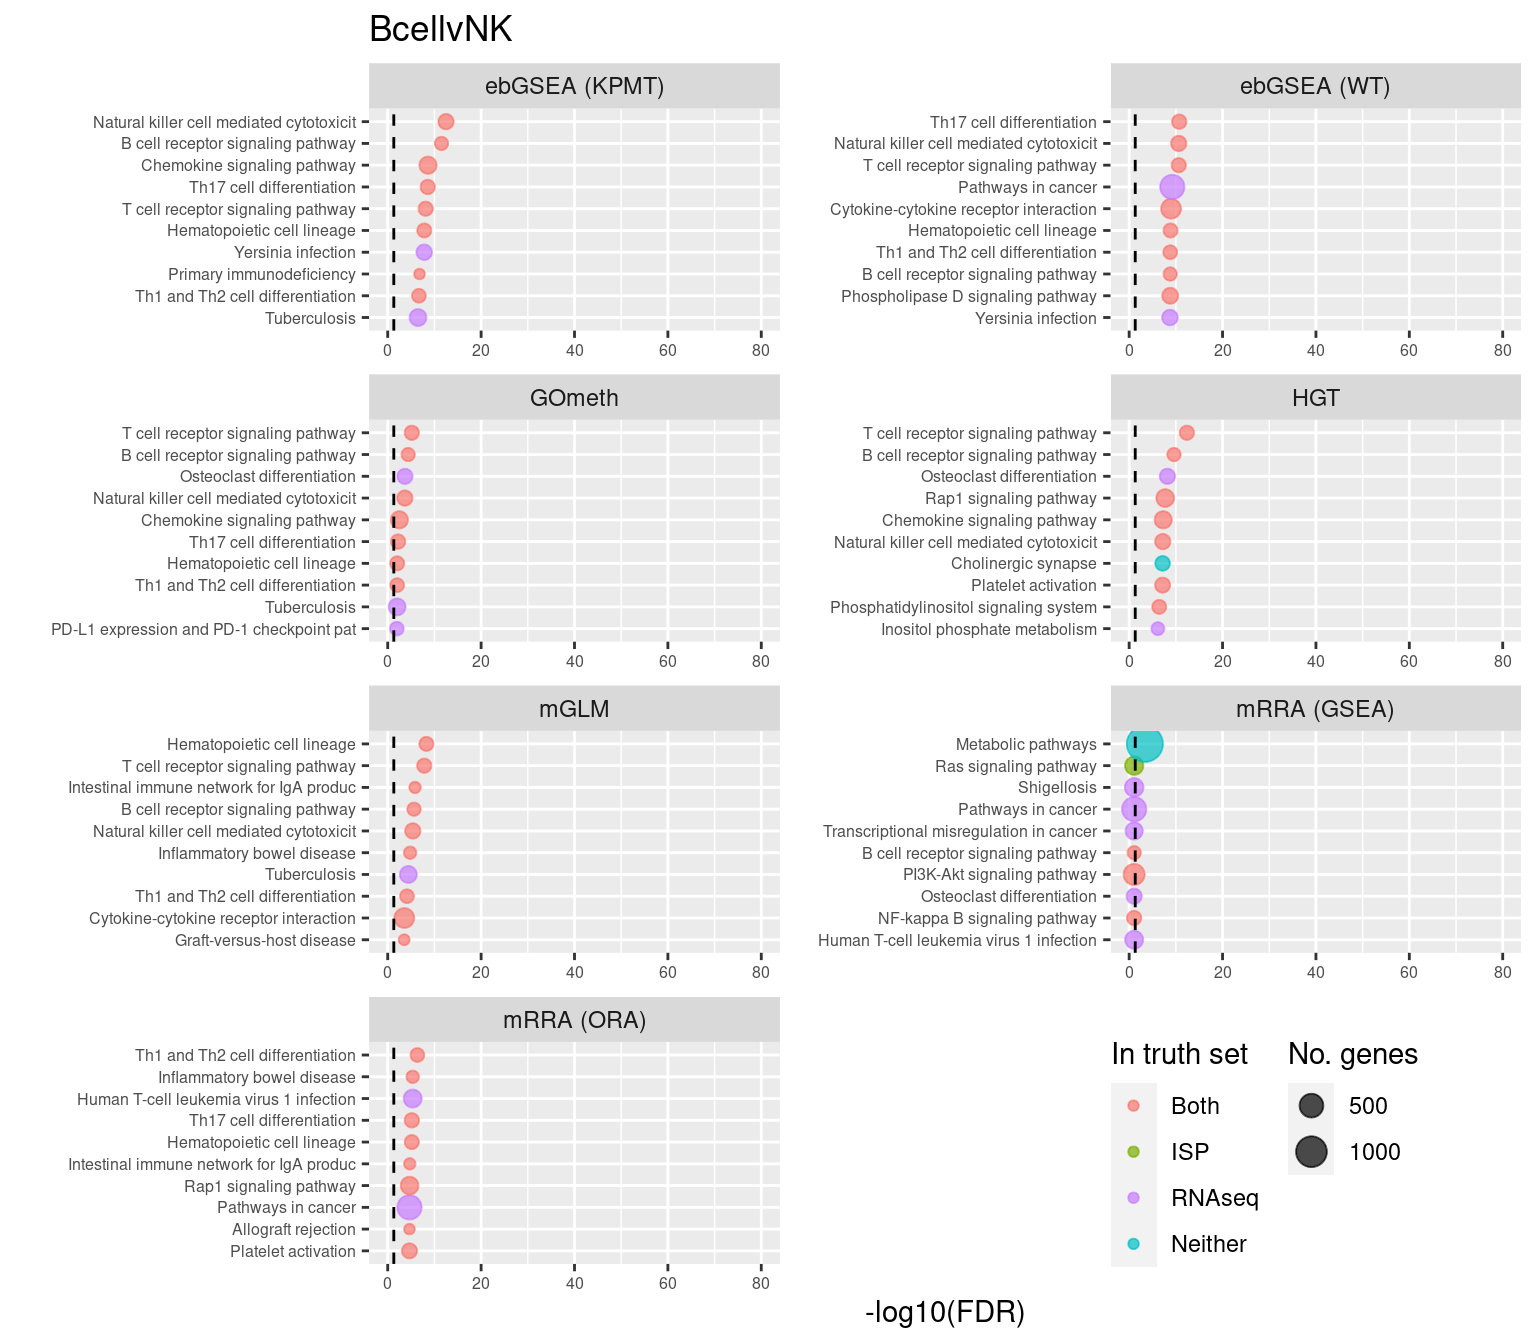 BcellvNK
ebGSEA (KPMT)
Natural killer cell mediated cytotoxicit
B cell receptor signaling pathway
Chemokine signaling pathway
Th17 cell differentiation
T cell receptor signaling pathway
Hematopoietic cell lineage
Yersinia infection
Primary immunodeficiency
Th1 and Th2 cell differentiation
Tuberculosis
0 20 40 60 80
ebGSEA (WT)
Th17 cell differentiation
Natural killer cell mediated cytotoxicit
T cell receptor signaling pathway
Pathways in cancer
Cytokine-cytokine receptor interaction
Hematopoietic cell lineage
Th1 and Th2 cell differentiation
B cell receptor signaling pathway
Phospholipase D signaling pathway
Yersinia infection
0 20 40 60 80
GOmeth
T cell receptor signaling pathway
B cell receptor signaling pathway
Osteoclast differentiation
Natural killer cell mediated cytotoxicit
Chemokine signaling pathway
Th17 cell differentiation
Hematopoietic cell lineage
Th1 and Th2 cell differentiation
Tuberculosis
PD-L1 expression and PD-1 checkpoint pat
0 20 40 60 80
HGT
T cell receptor signaling pathway
B cell receptor signaling pathway
Osteoclast differentiation
Rap1 signaling pathway
Chemokine signaling pathway
Natural killer cell mediated cytotoxicit
Cholinergic synapse
Platelet activation
Phosphatidylinositol signaling system
Inositol phosphate metabolism
0 20 40 60 80
mGLM
Hematopoietic cell lineage
T cell receptor signaling pathway
Intestinal immune network for IgA produc
B cell receptor signaling pathway
Natural killer cell mediated cytotoxicit
Inflammatory bowel disease
Tuberculosis
Th1 and Th2 cell differentiation
Cytokine-cytokine receptor interaction
Graft-versus-host disease
0 20 40 60 80
mRRA (GSEA)
Metabolic pathways
Ras signaling pathway
Shigellosis
Pathways in cancer
Transcriptional misregulation in cancer
B cell receptor signaling pathway
PI3K-Akt signaling pathway
Osteoclast differentiation
NF-kappa B signaling pathway
Human T-cell leukemia virus 1 infection
0 20 40 60 80
mRRA (ORA)
Th1 and Th2 cell differentiation
Inflammatory bowel disease
Human T-cell leukemia virus 1 infection
Th17 cell differentiation
Hematopoietic cell lineage
Intestinal immune network for IgA produc
Rap1 signaling pathway
Pathways in cancer
Allograft rejection
Platelet activation
0 20 40 60 80
In truth set
Both
ISP
RNAseq
Neither
No. genes
500
1000
-log10(FDR)